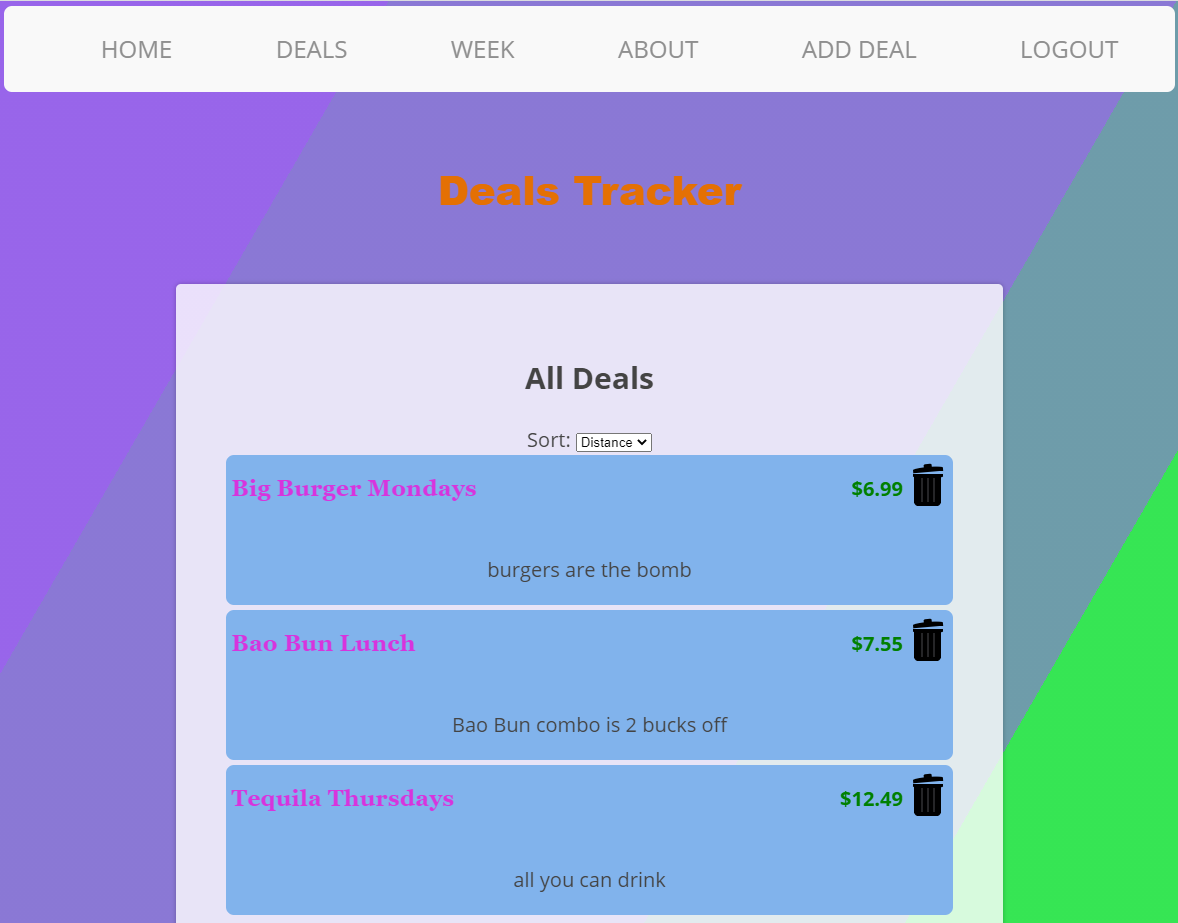 HOME DEALS WEEK ABOUT ADD DEAL LOGOUT
Deals Tracker
All Deals
Sort: Distance
Big Burger Mondays $6.99
burgers are the bomb
Bao Bun Lunch $7.55
Bao Bun combo is 2 bucks off
Tequila Thursdays $12.49
all you can drink